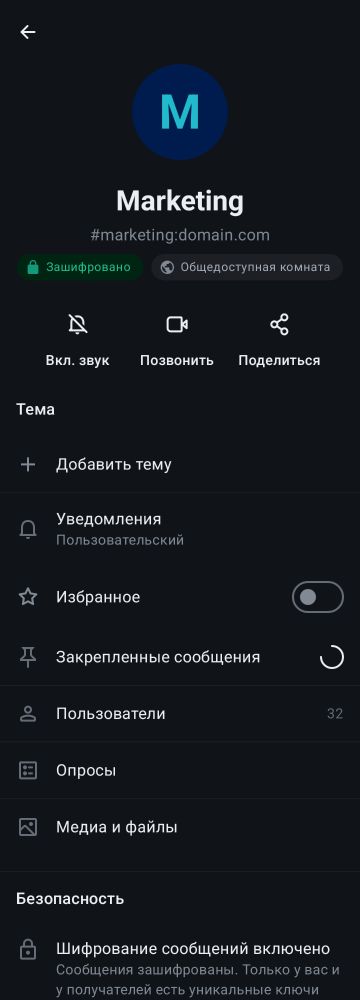 M
Marketing
#marketing:domain.com
Зашифровано
Общедоступная комната
Вкл. звук
Позвонить
Поделиться
Тема
Добавить тему
Уведомления
Пользовательский
Избранное
Закрепленные сообщения
Пользователи 32
Опросы
Медиа и файлы
Безопасность
Шифрование сообщений включено
Сообщения зашифрованы. Только у вас и
у получателей есть уникальные ключи